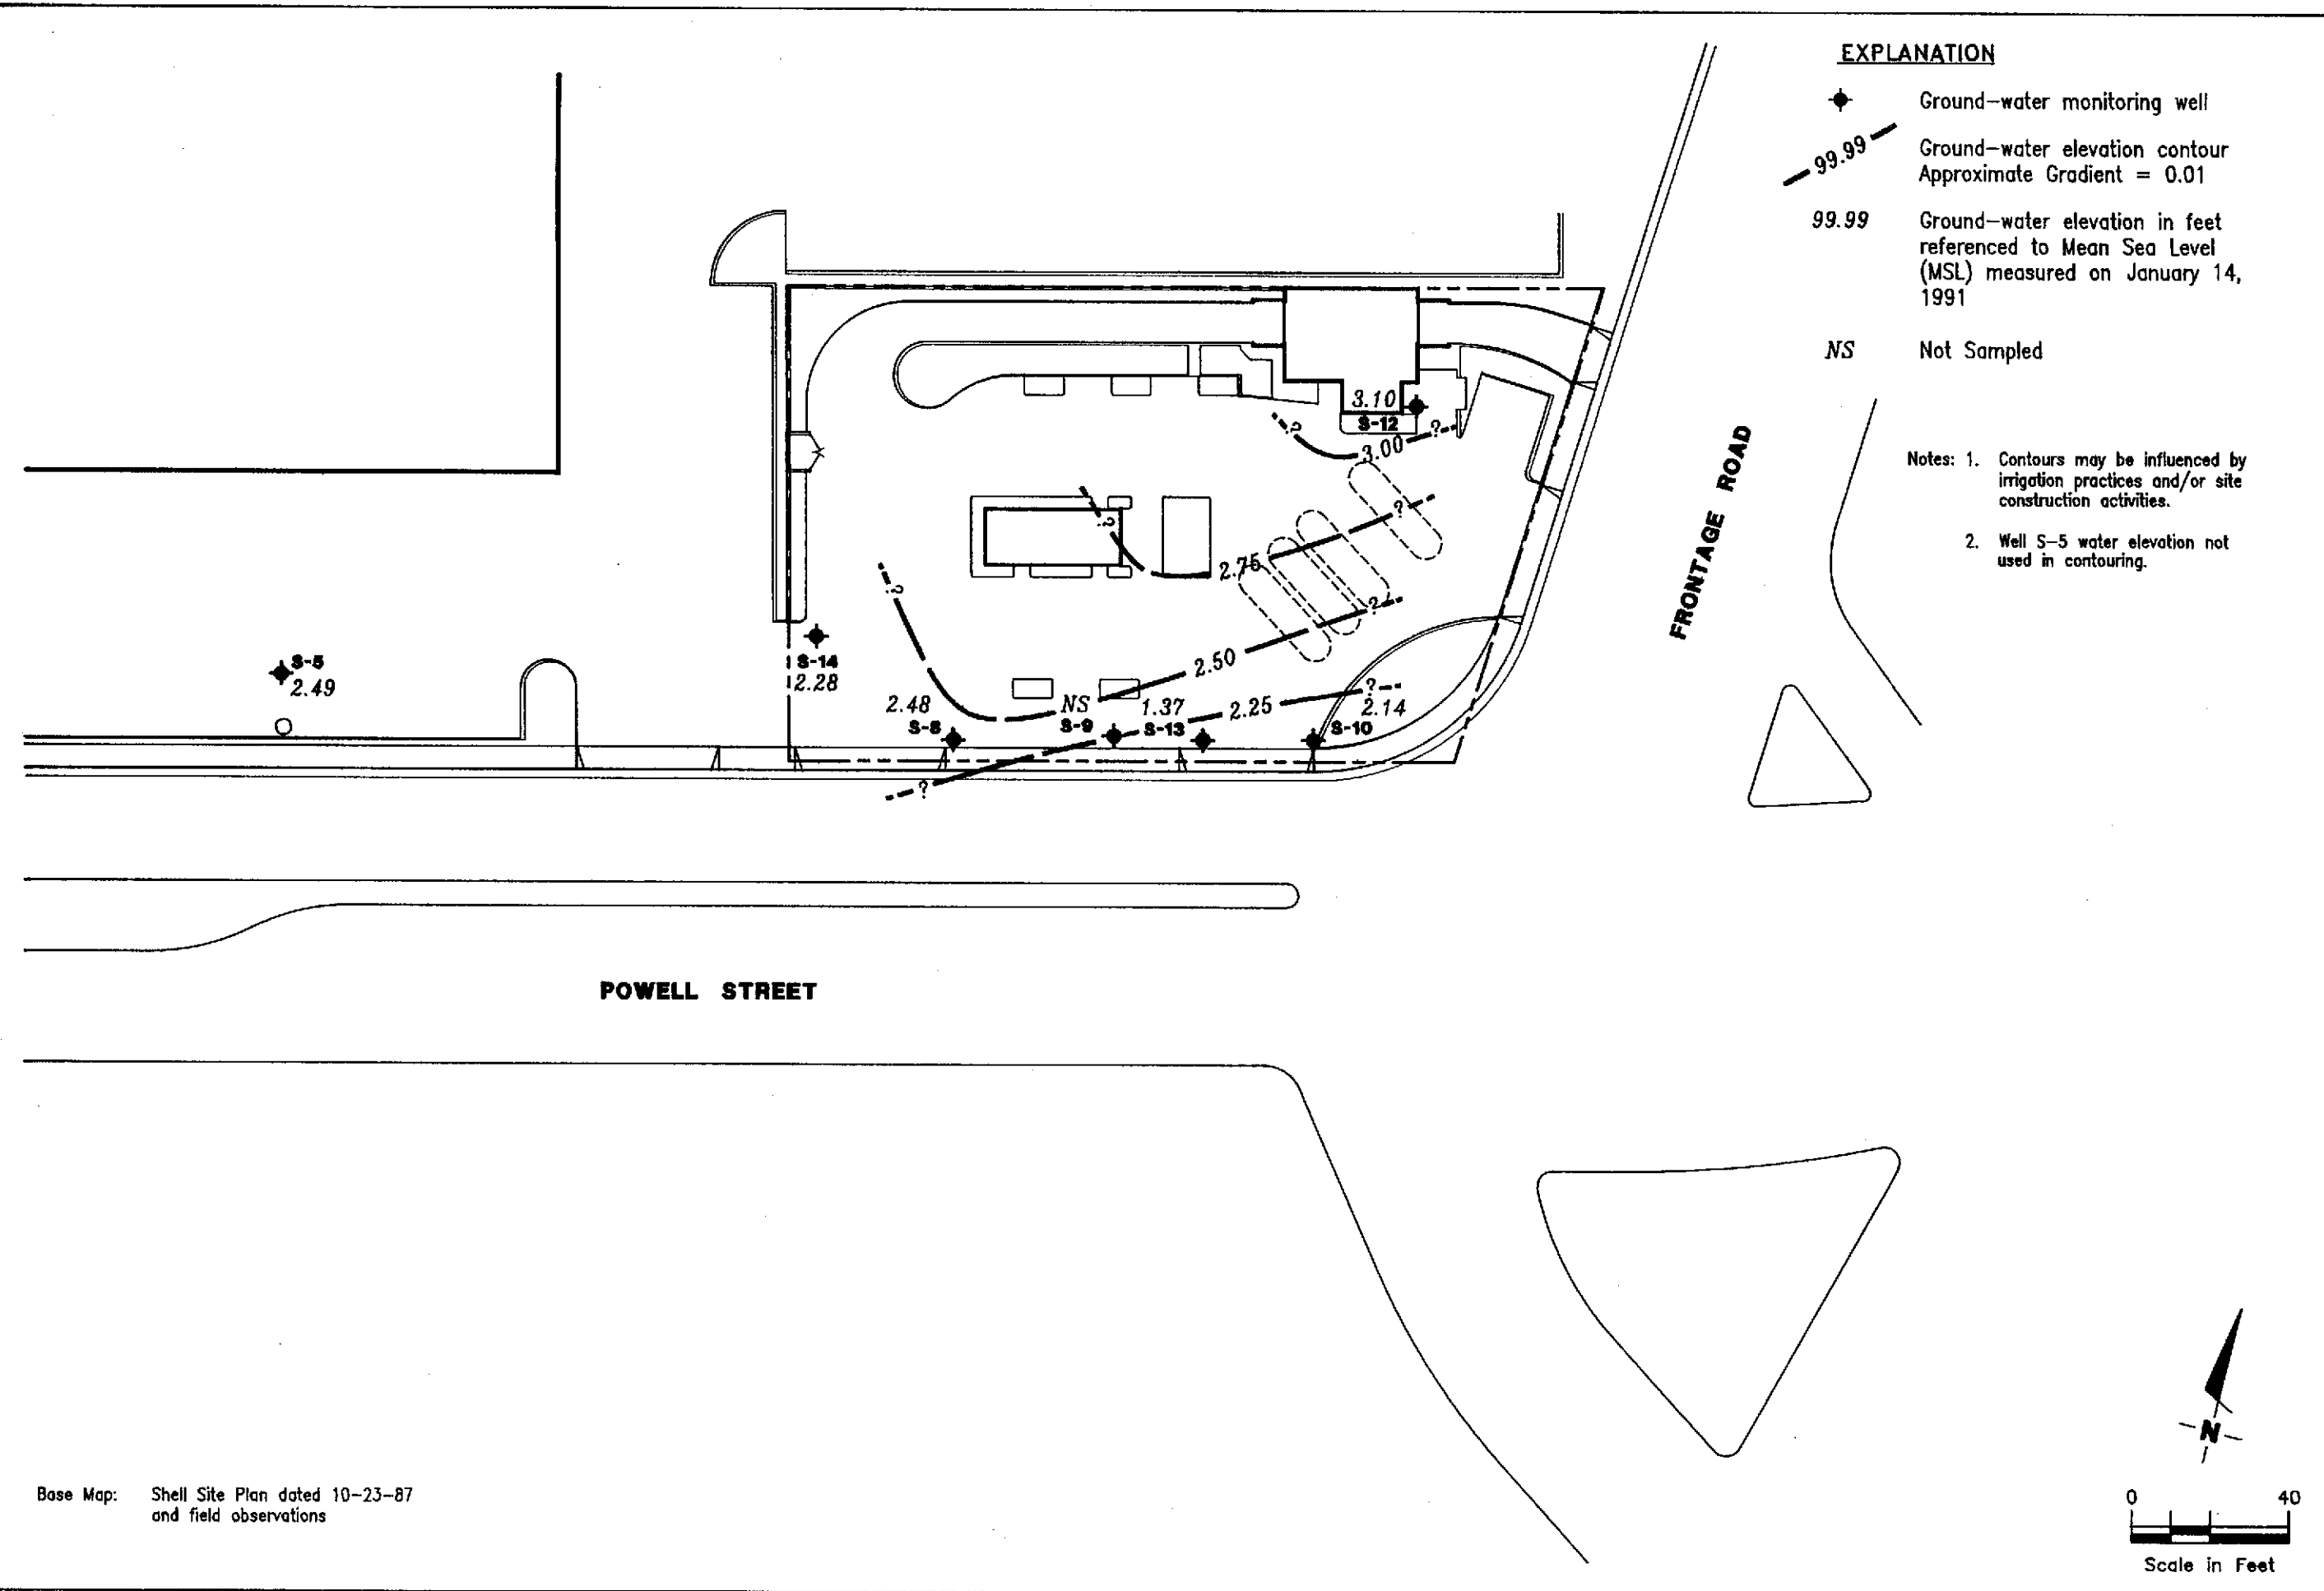 EXPLANATION
Ground-water monitoring well
99.99
Ground-water elevation contour
Approximate Gradient = 0.01
99.99
Ground-water elevation in feet
referenced to Mean Sea Level
(MSL) measured on January 14,
1991
NS
Not Sampled
Notes: 1. Contours may be influenced by
irrigation practices and/or site
construction activities.
2. Well S-5 water elevation not
used in contouring.
FRONTAGE ROAD
3.10
S-12
?
3.00
?
?
?
2.75
?
?
2.50
S-5
2.49
S-14
2.28
2.48
S-8
NS
S-9
1.37
S-13
2.25
?
2.14
S-10
?
POWELL STREET
N
Base Map: Shell Site Plan dated 10-23-87
and field observations
0 40
Scale in Feet